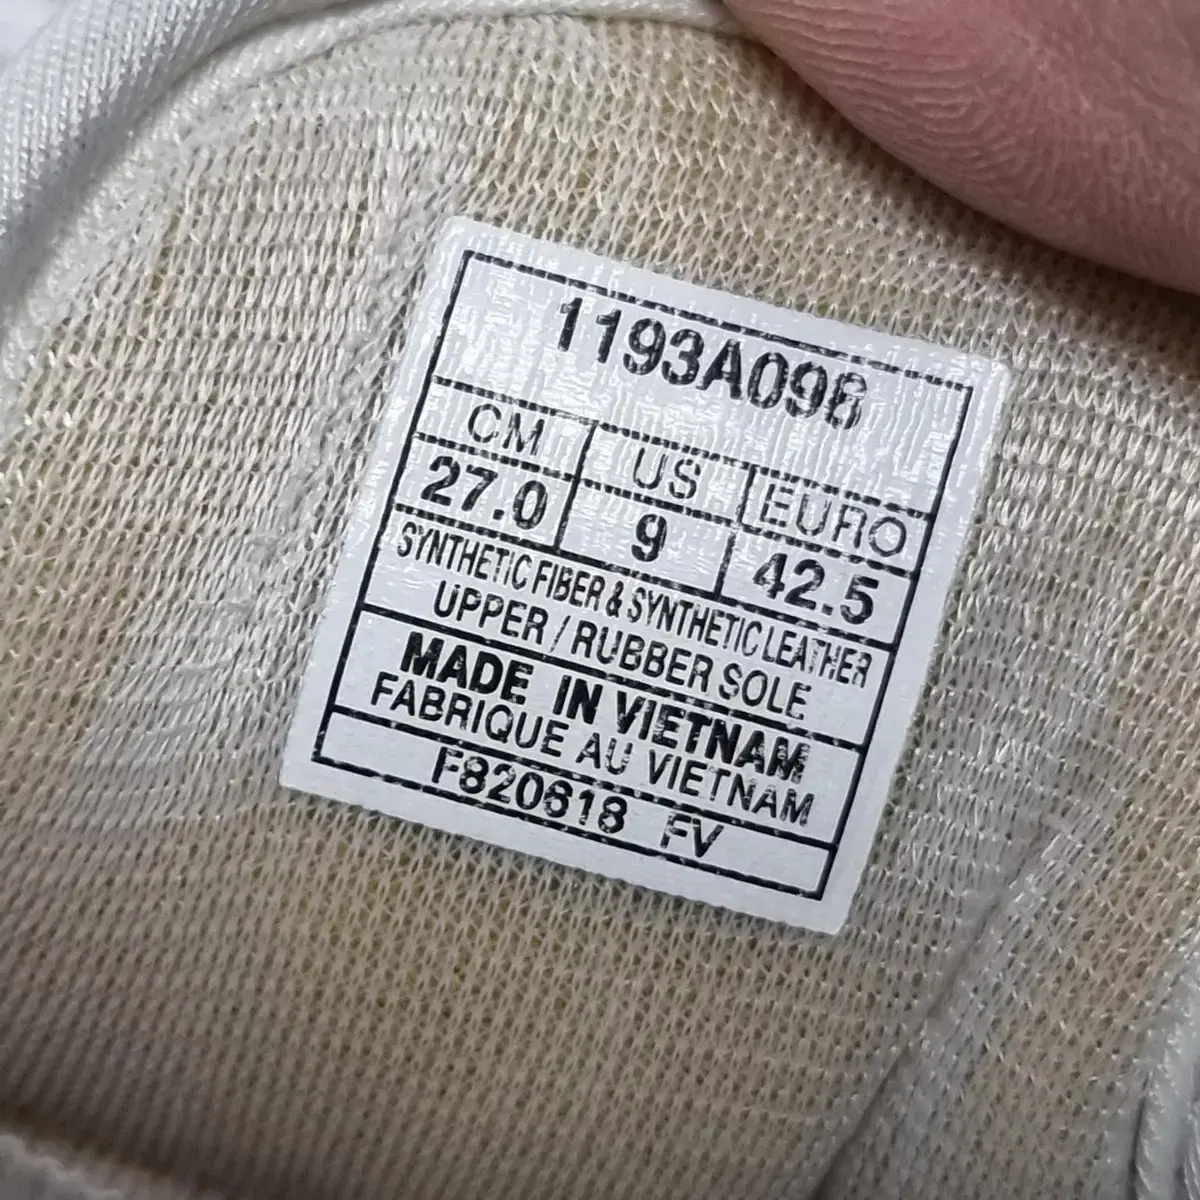 1193A098
CM US EURO
27.0 9 42.5
SYNTHETIC FIBER & SYNTHETIC LEATHER
UPPER / RUBBER SOLE
MADE IN VIETNAM
FABRIQUE AU VIETNAM
F820618 FV